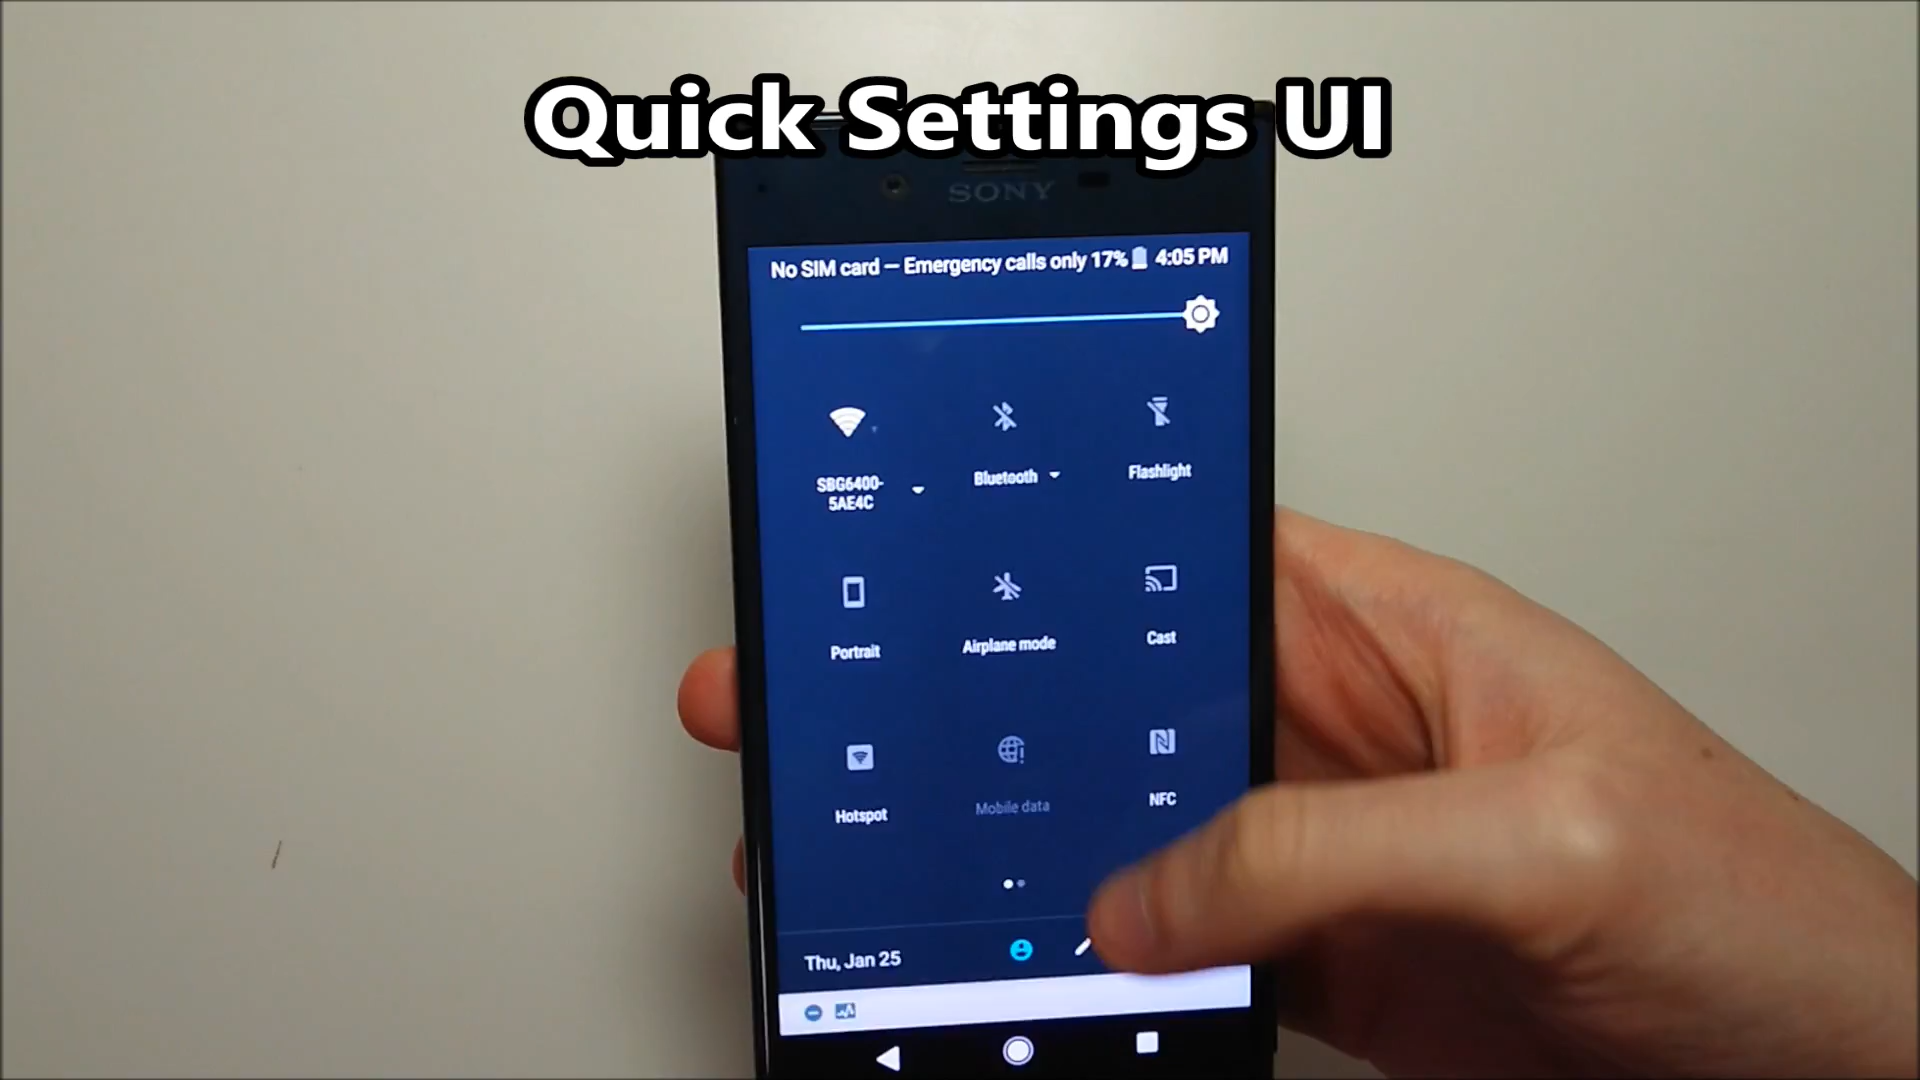 Quick Settings UI
SONY
No SIM card — Emergency calls only 17% 4:05 PM
SBG6400-
5AE4C
Bluetooth
Flashlight
Portrait
Airplane mode
Cast
Hotspot
Mobile data
NFC
Thu, Jan 25